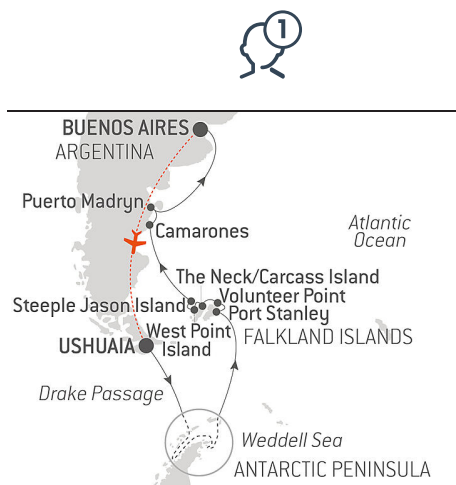 1
BUENOS AIRES
ARGENTINA
Puerto Madryn
Camarones
Atlantic
Ocean
The Neck/Carcass Island
Steeple Jason Island
Volunteer Point
Port Stanley
West Point
Island
FALKLAND ISLANDS
USHUAIA
Drake Passage
Weddell Sea
ANTARCTIC PENINSULA